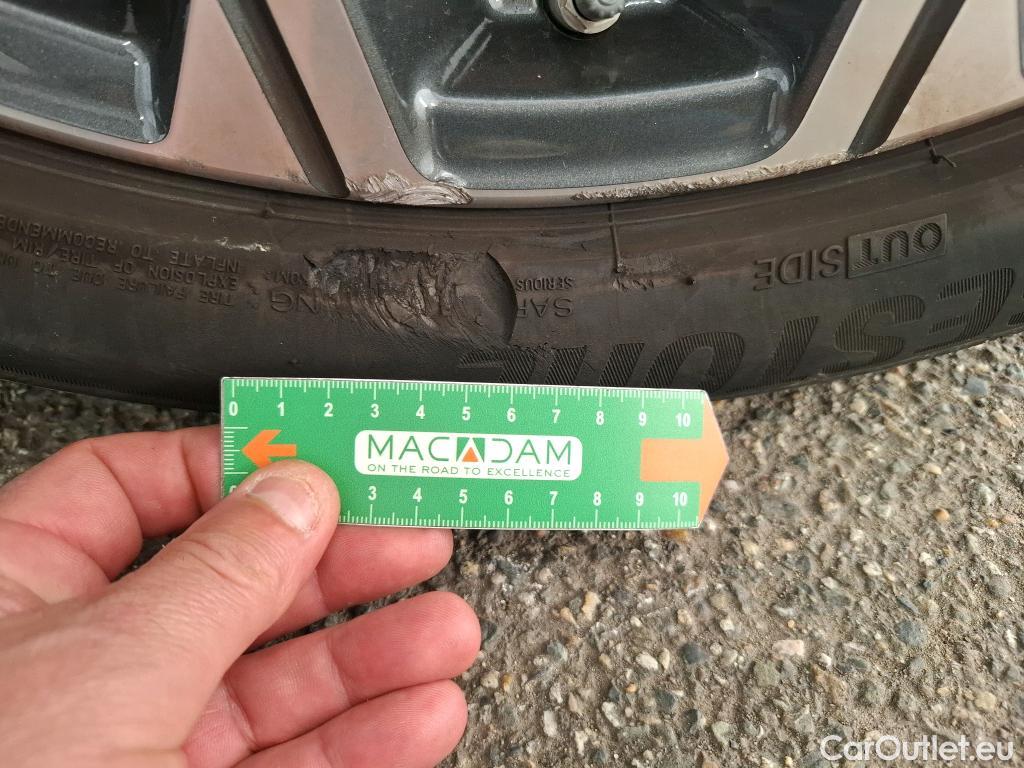 OUTSIDE
ESTONE
SERIOUS
TIRE FAILURE DUE TO
EXPLOSION OF TIRE/RIM
INFLATE TO RECOMMENDE
0 1 2 3 4 5 6 7 8 9 10
MACADAM
ON THE ROAD TO EXCELLENCE
3 4 5 6 7 8 9 10
CarOutlet.eu